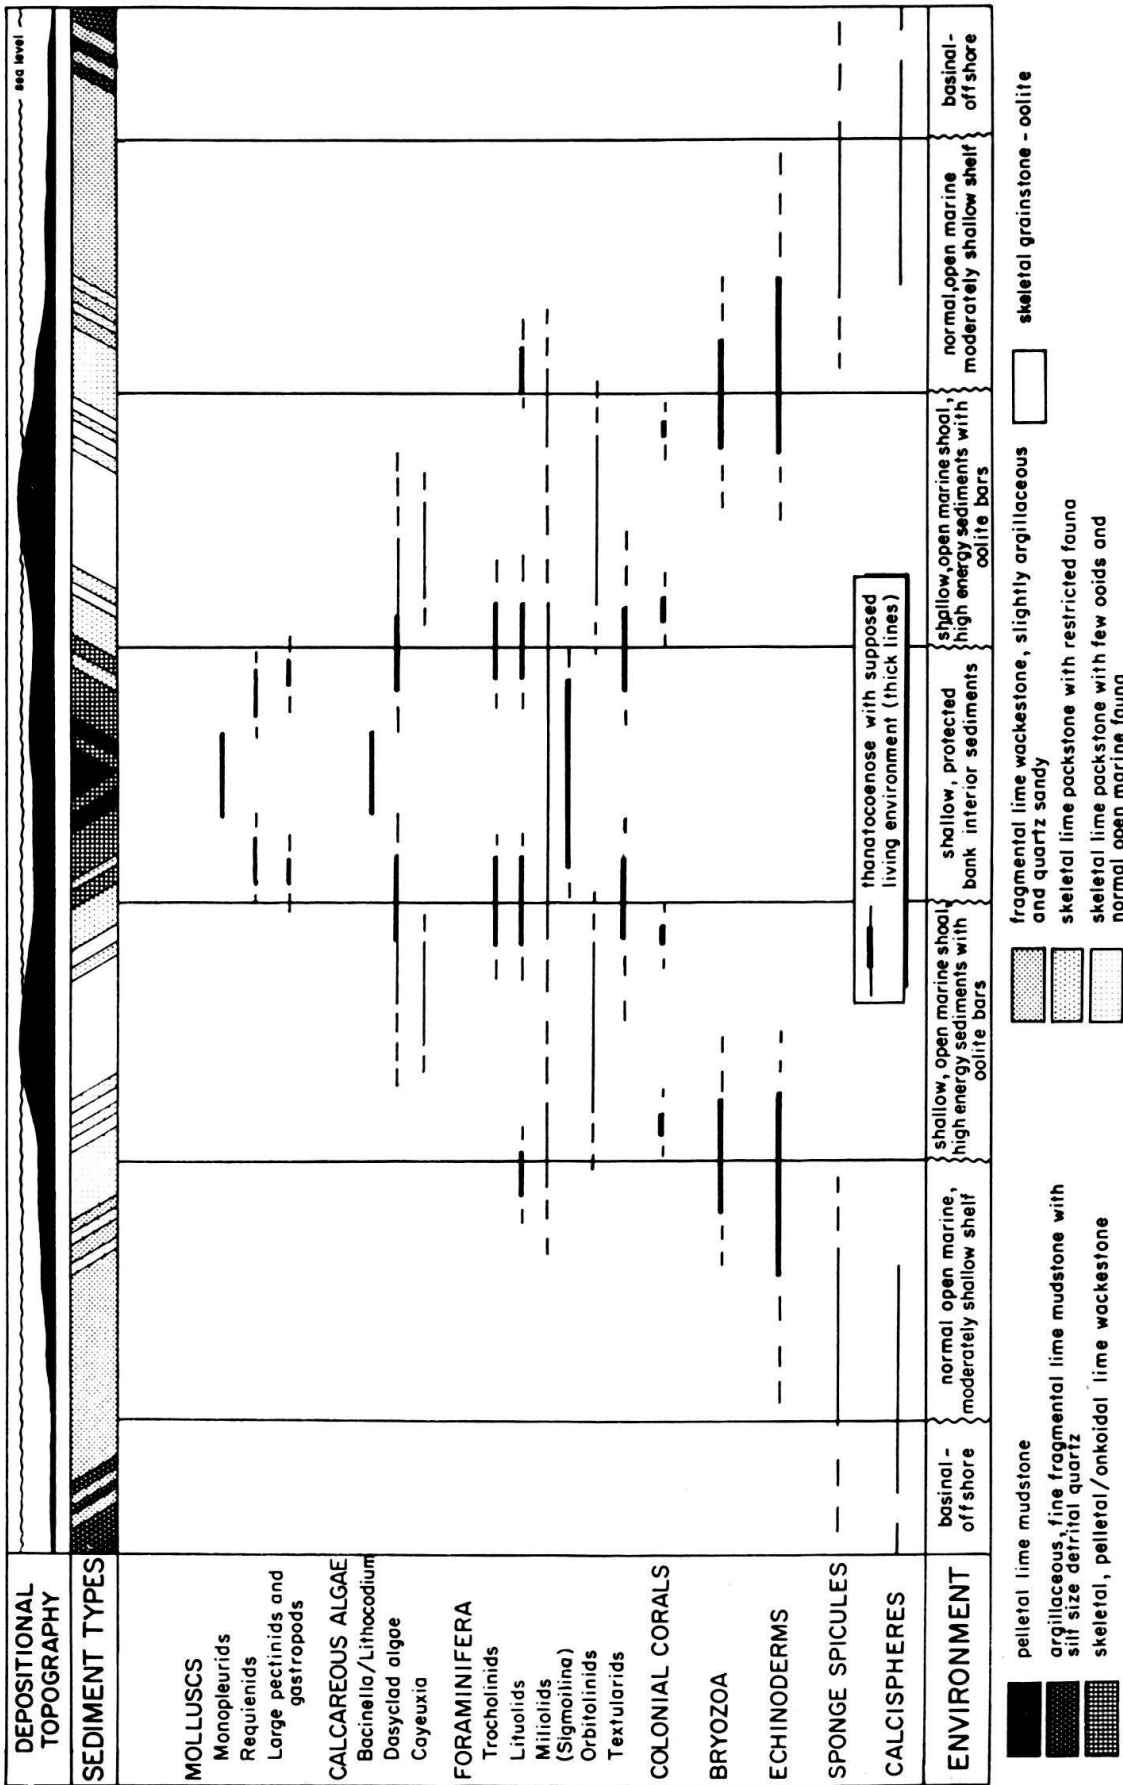 DEPOSITIONAL
TOPOGRAPHY
sea level
SEDIMENT TYPES
MOLLUSCS
Monopleurids
Requienids
Large pectinids and
gastropods
CALCAREOUS ALGAE
Bacinella/Lithocodium
Dasyclad algae
Cayeuxia
FORAMINIFERA
Trocholinids
Lituolids
Miliolids
(Sigmoilina)
Orbitolinids
Textularids
COLONIAL CORALS
BRYOZOA
ECHINODERMS
SPONGE SPICULES
CALCISPHERES
thanatocoenose with supposed
living environment (thick lines)
ENVIRONMENT
basinal-
offshore
normal open marine,
moderately shallow shelf
shallow, open marine shoal,
high energy sediments with
oolite bars
shallow, protected
bank interior sediments
shallow, open marine shoal,
high energy sediments with
oolite bars
normal, open marine
moderately shallow shelf
basinal-
offshore
pelletal lime mudstone
argillaceous, fine fragmental lime mudstone with
silt size detrital quartz
skeletal, pelletal/onkoidal lime wackestone
fragmental lime wackestone, slightly argillaceous
and quartz sandy
skeletal lime packstone with restricted fauna
skeletal lime packstone with few ooids and
normal open marine fauna
skeletal grainstone - oolite